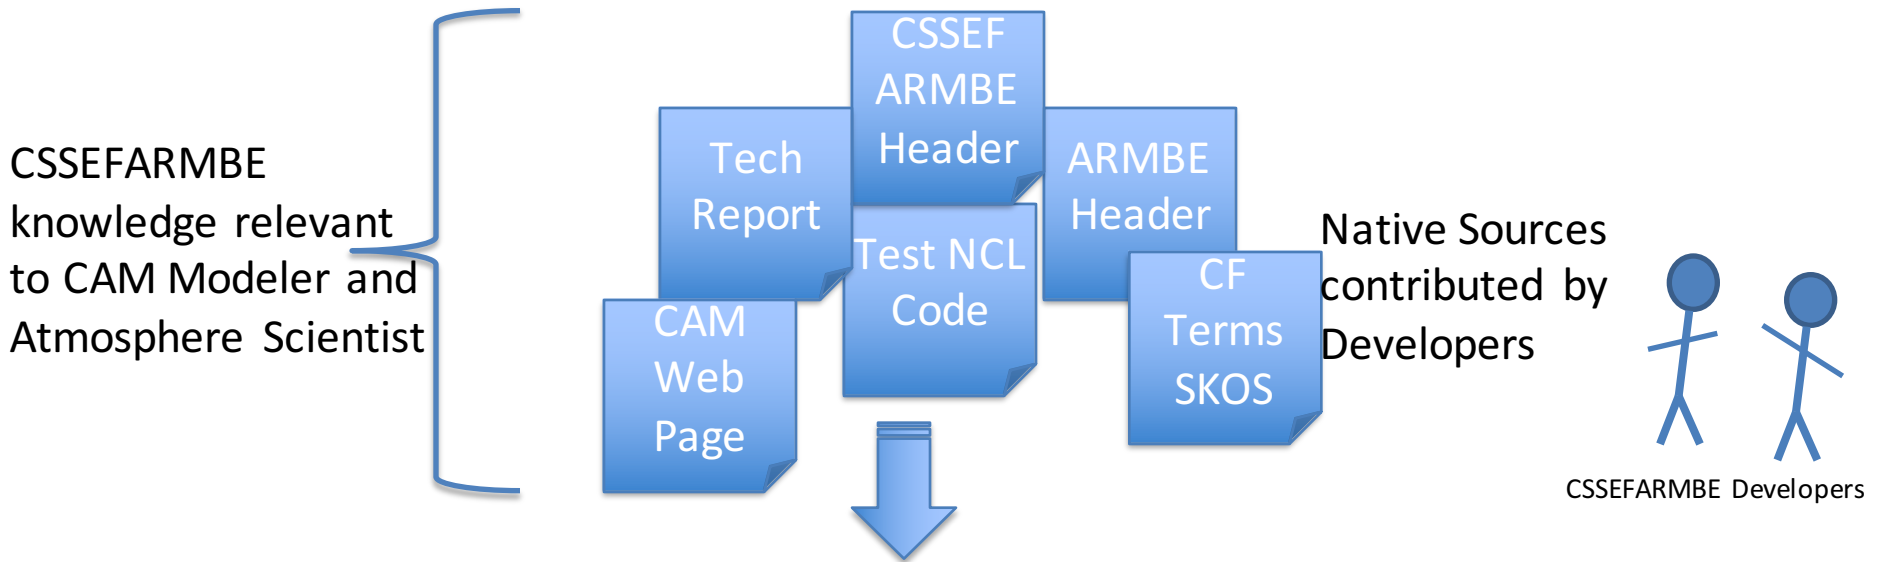 CSSEFARMBE
knowledge relevant
to CAM Modeler and
Atmosphere Scientist
CSSEF
ARMBE
Header
Tech
Report
ARMBE
Header
Test NCL
Code
CAM
Web
Page
CF
Terms
SKOS
Native Sources
contributed by
Developers
CSSEFARMBE Developers